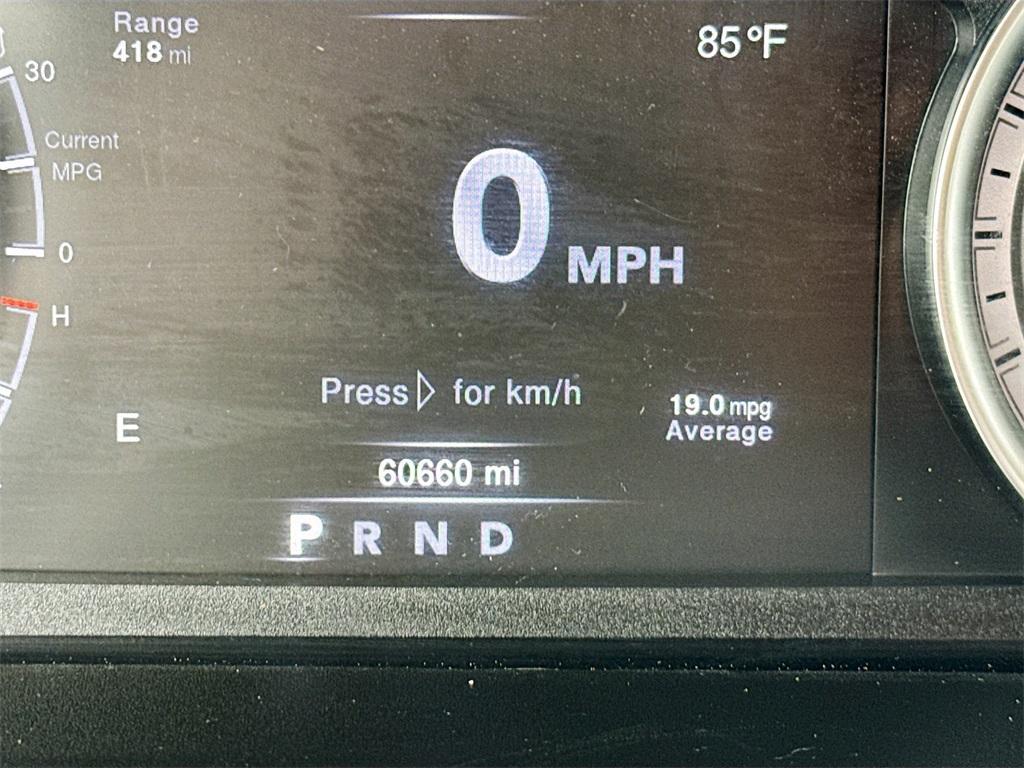 Range
418 mi
85°F
30
Current
MPG
0
H
0 MPH
Press ▷ for km/h
19.0 mpg
Average
E
60660 mi
P R N D